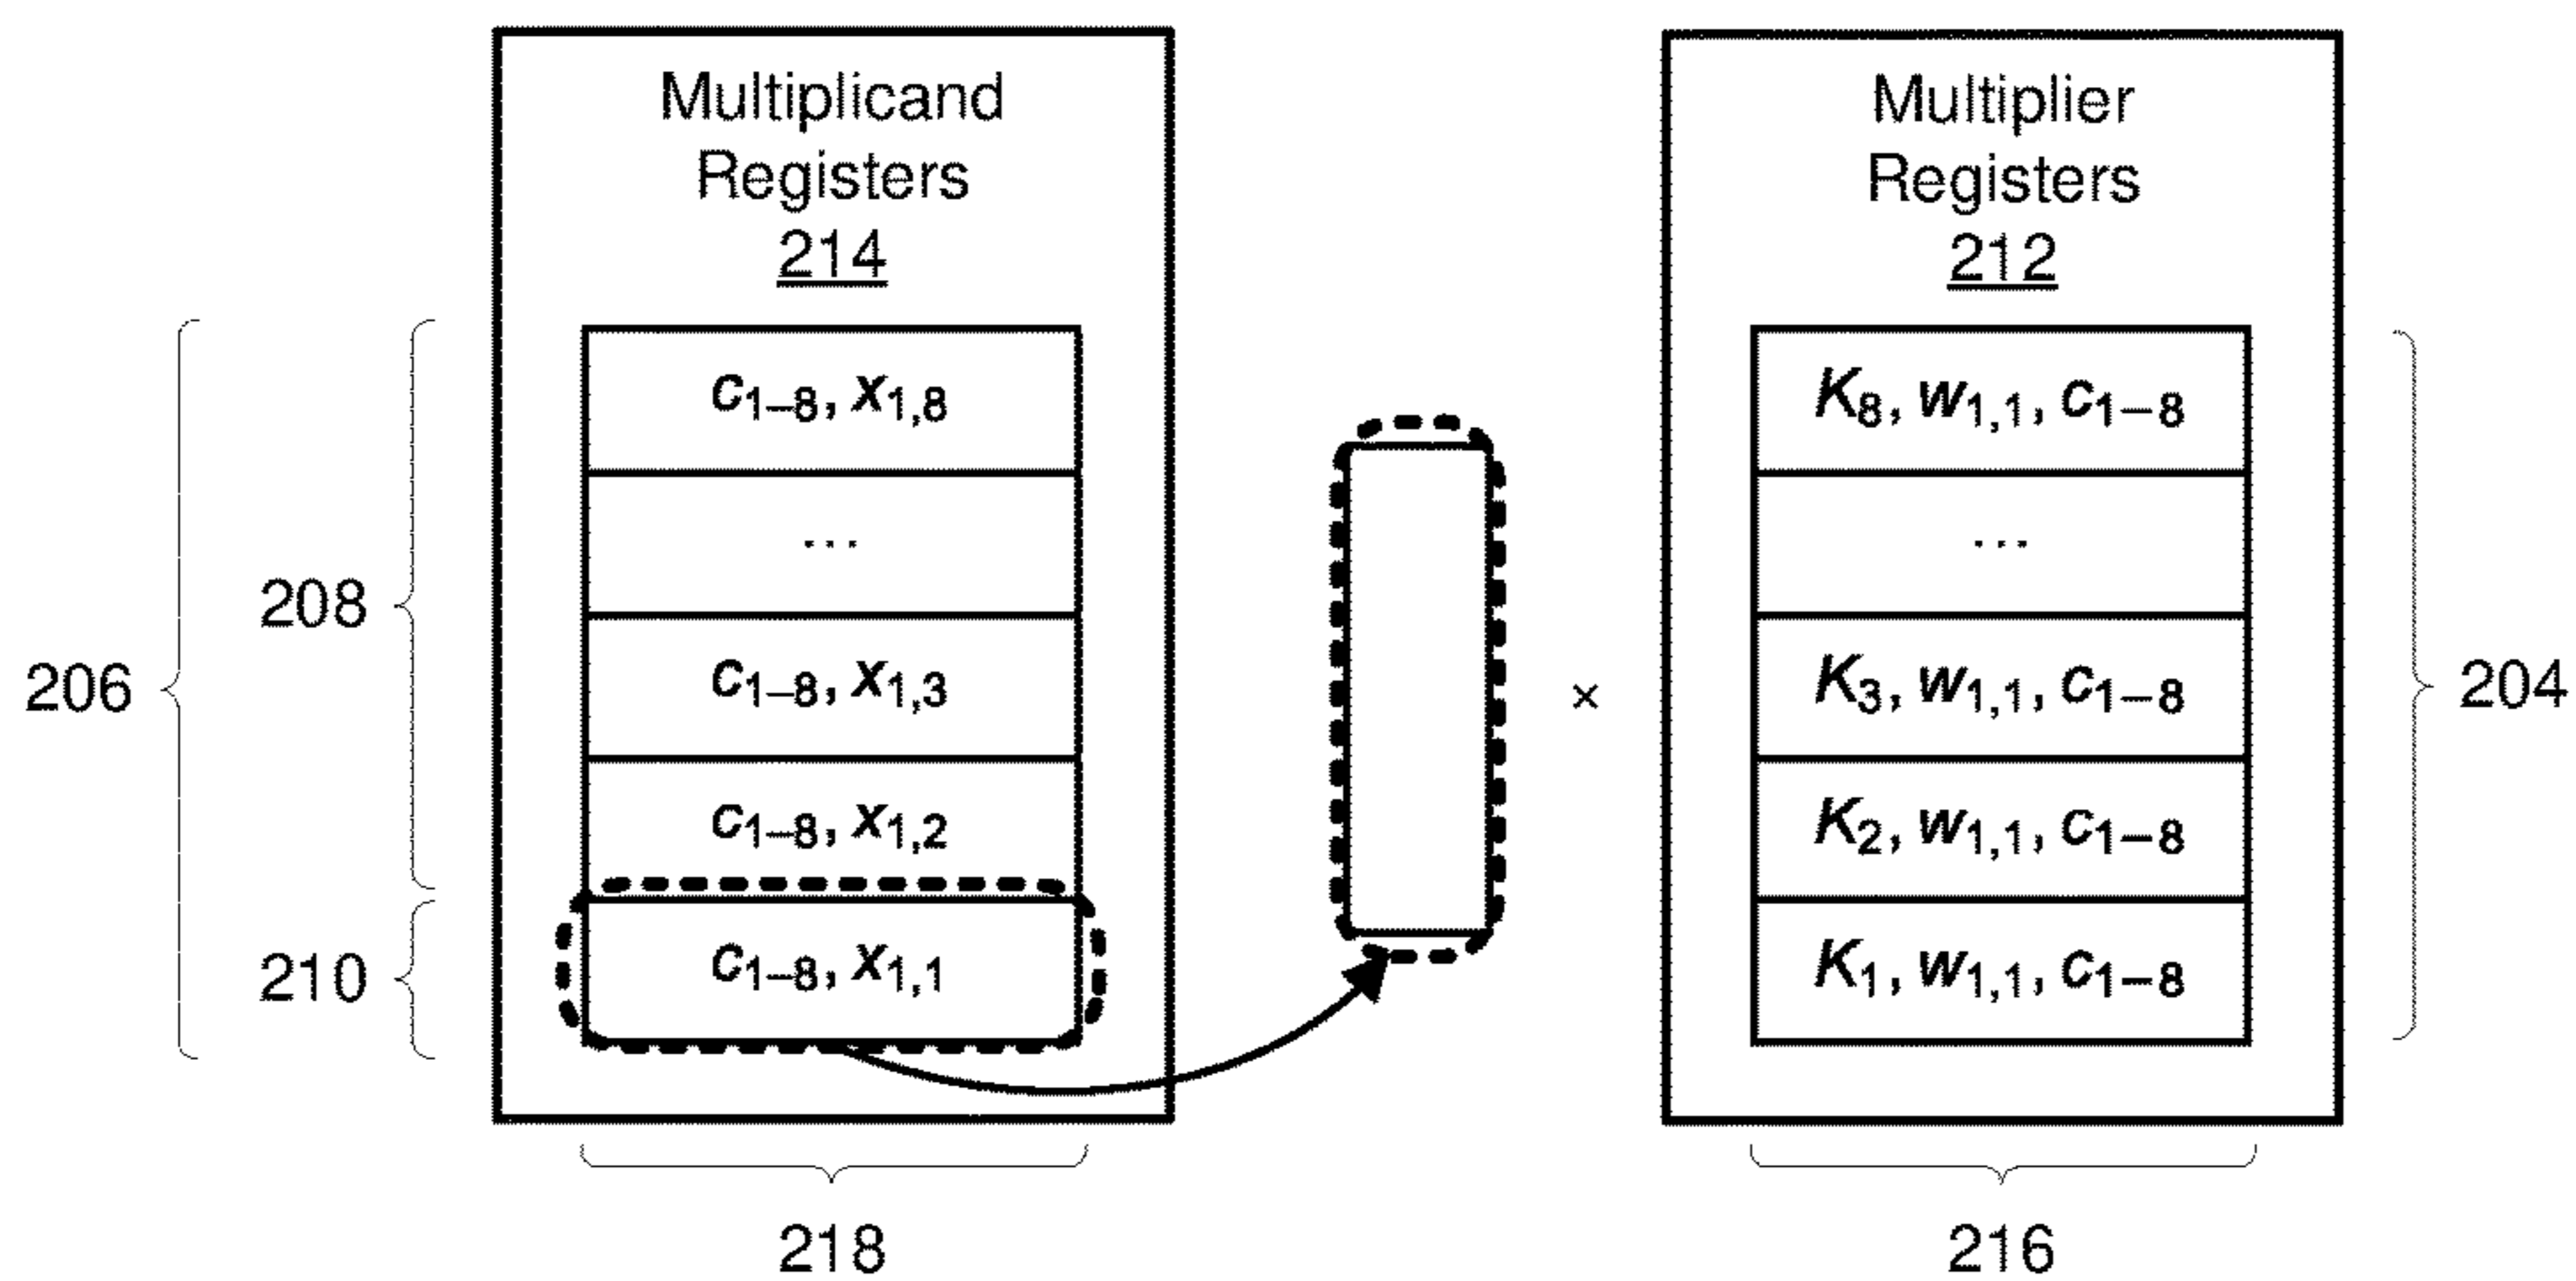 Multiplicand
Registers
214
c1–8, x1,8
...
c1–8, x1,3
c1–8, x1,2
c1–8, x1,1
206
208
210
218
×
Multiplier
Registers
212
K8, w1,1, c1–8
...
K3, w1,1, c1–8
K2, w1,1, c1–8
K1, w1,1, c1–8
204
216